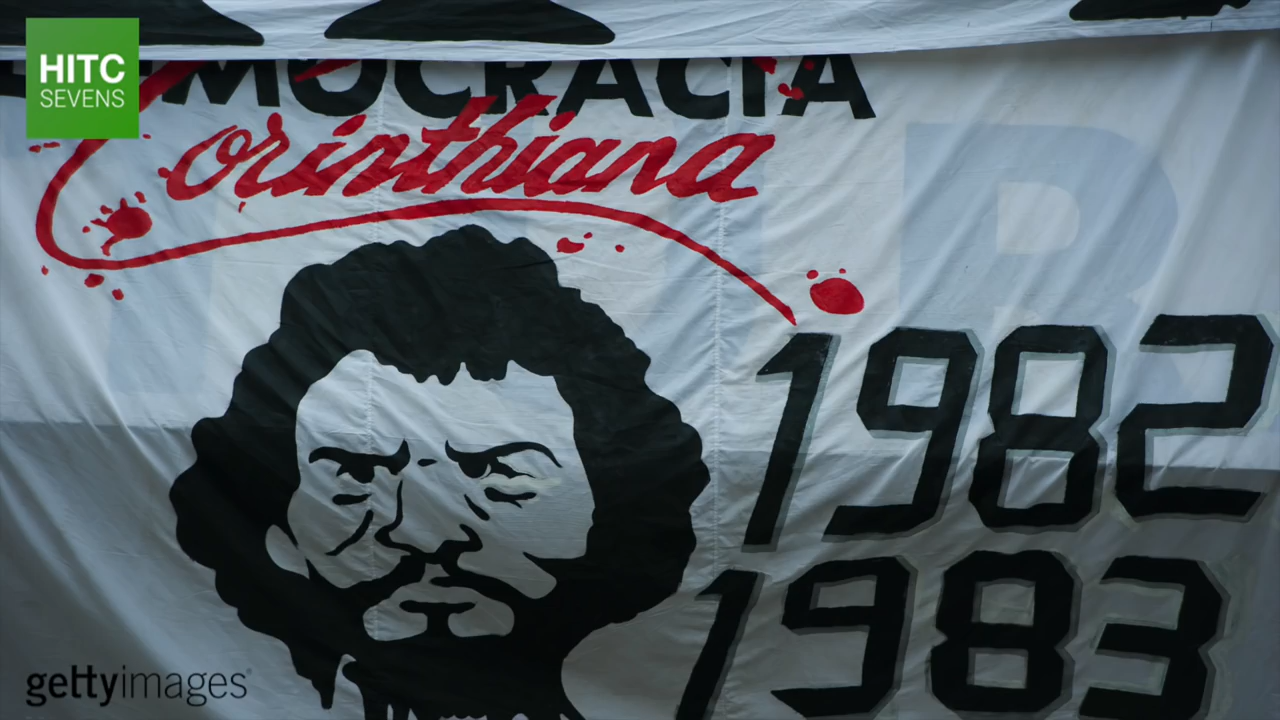 HITC
SEVENS
MOCRACIA
Corinthiana
1982
1983
gettyimages